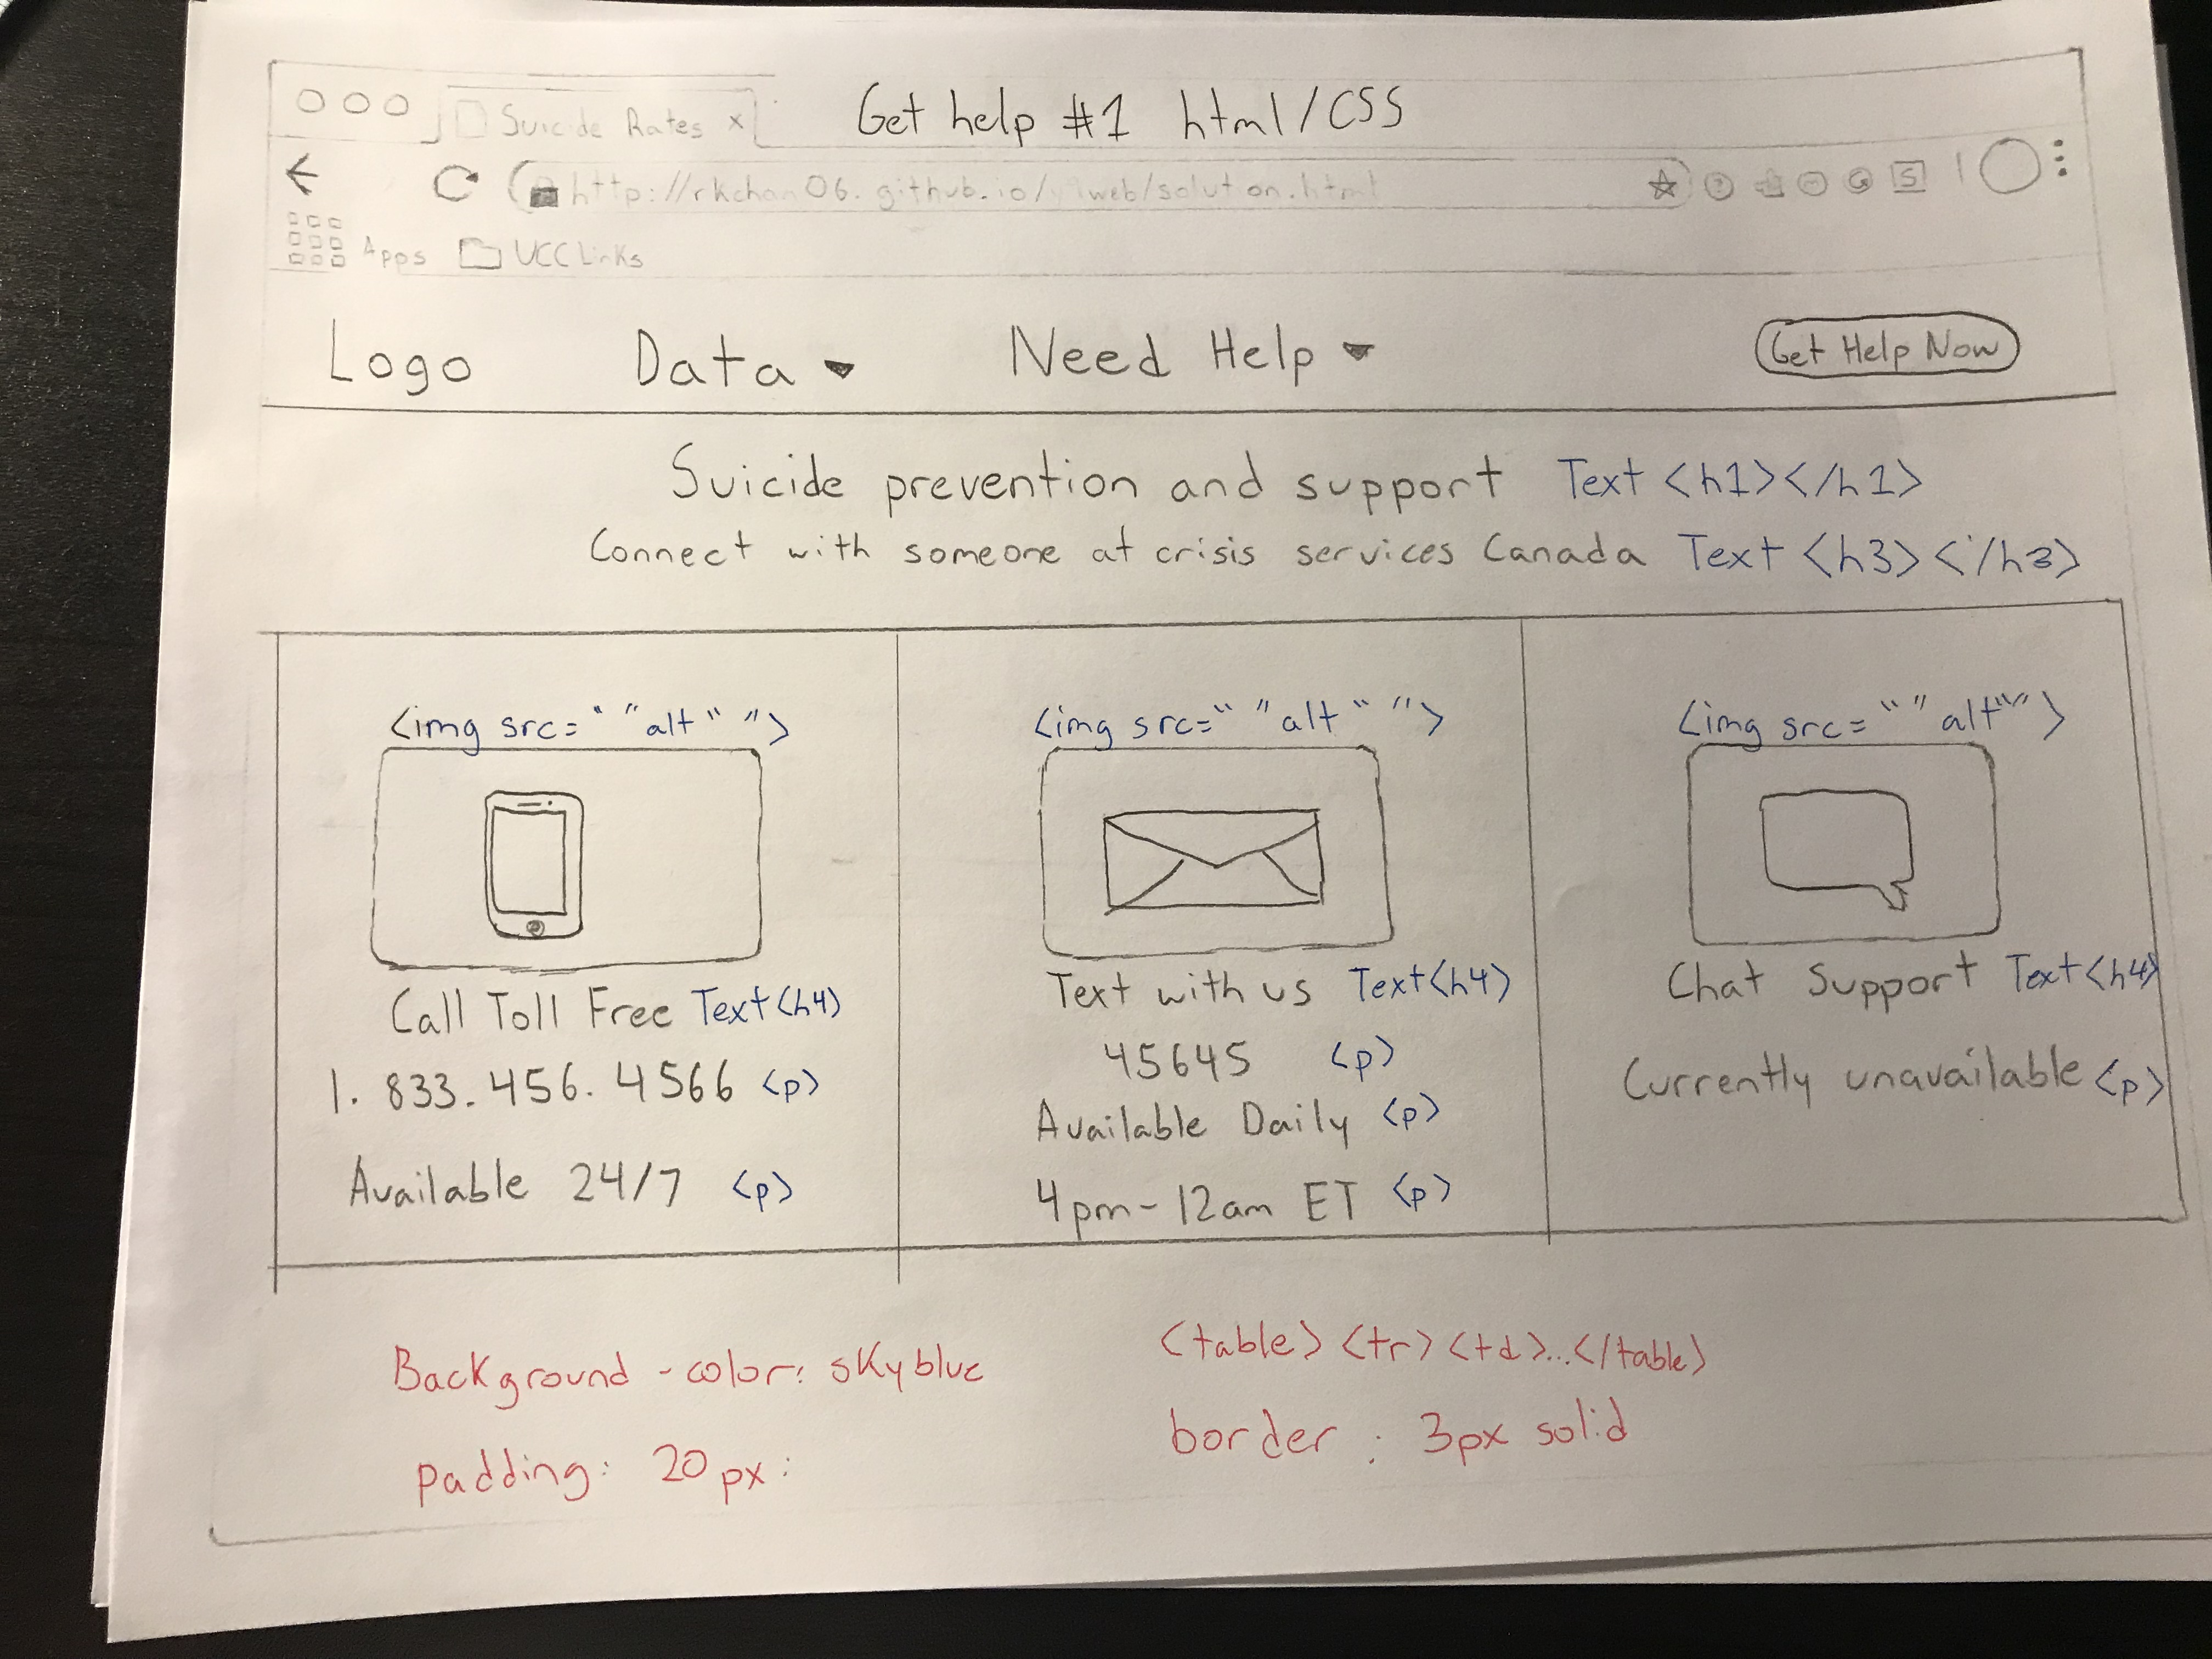 Get help #1 html/CSS
Suicide Rates x
http://rkchan06.github.io/
web/solution.html
Apps UCC Links
Logo Data Need Help Get Help Now
Suicide prevention and support Text <h1></h1>
Connect with someone at crisis services Canada Text <h3></h3>
<img src=" " alt " ">
Call Toll Free Text <h4>
1.833.456.4566 <p>
Available 24/7 <p>
<img src=" " alt " ">
Text with us Text <h4>
45645 <p>
Available Daily <p>
4pm-12am ET <p>
<img src=" " alt" ">
Chat Support Text <h4>
Currently unavailable <p>
Background-color: skyblue
padding: 20px:
<table><tr><td>...</table>
border: 3px solid